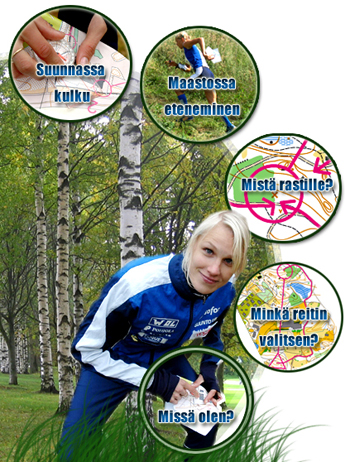 Suunnassa
kulku
Maastossa
eteneminen
Mistä rastille?
Minkä reitin
valitsen?
Missä olen?